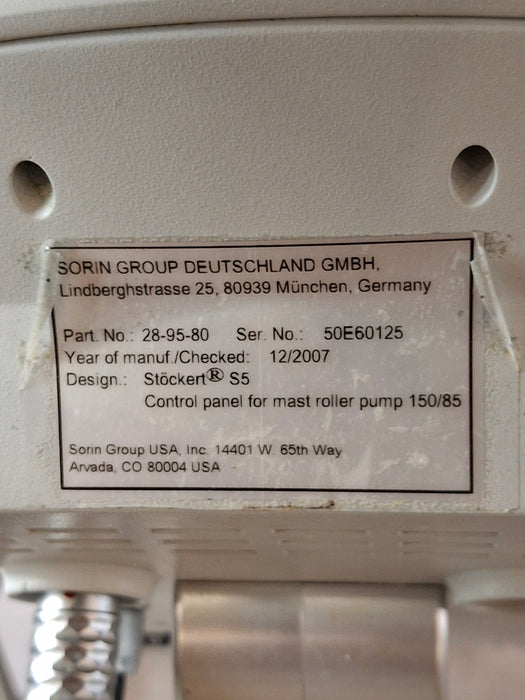 SORIN GROUP DEUTSCHLAND GMBH,
Lindberghstrasse 25, 80939 München, Germany
Part. No.: 28-95-80 Ser. No.: 50E60125
Year of manuf./Checked: 12/2007
Design.: Stöckert® S5
Control panel for mast roller pump 150/85
Sorin Group USA, Inc. 14401 W. 65th Way
Arvada, CO 80004 USA